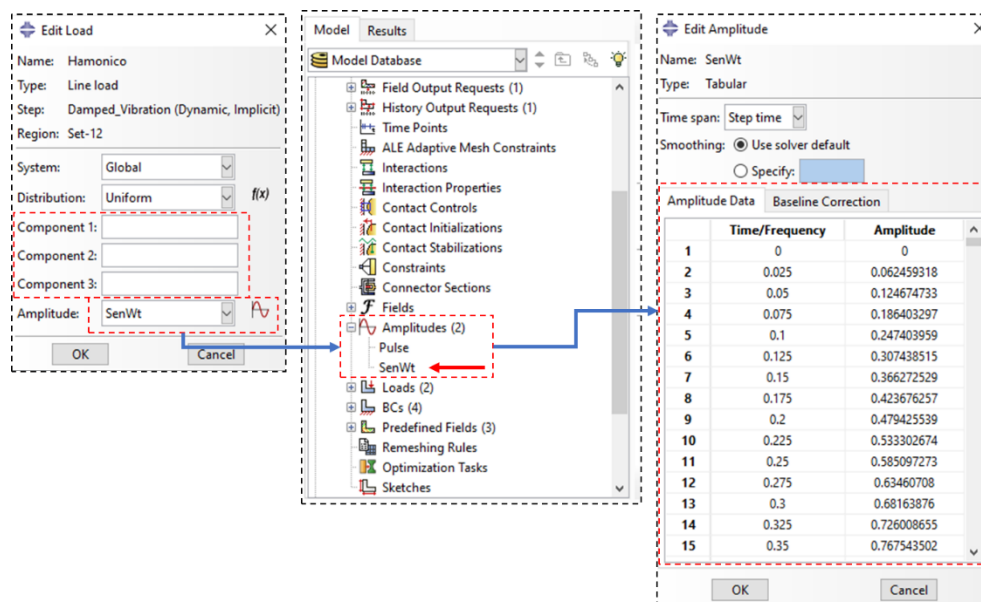 Edit Load
Name: Hamonico
Type: Line load
Step: Damped_Vibration (Dynamic, Implicit)
Region: Set-12
System: Global
Distribution: Uniform f(x)
Component 1:
Component 2:
Component 3:
Amplitude: SenWt
OK Cancel
Model Results
Model Database
Field Output Requests (1)
History Output Requests (1)
Time Points
ALE Adaptive Mesh Constraints
Interactions
Interaction Properties
Contact Controls
Contact Initializations
Contact Stabilizations
Constraints
Connector Sections
Fields
Amplitudes (2)
Pulse
SenWt
Loads (2)
BCs (4)
Predefined Fields (3)
Remeshing Rules
Optimization Tasks
Sketches
Edit Amplitude
Name: SenWt
Type: Tabular
Time span: Step time
Smoothing: Use solver default
Specify:
Amplitude Data Baseline Correction
Time/Frequency Amplitude
1 0 0
2 0.025 0.062459318
3 0.05 0.124674733
4 0.075 0.186403297
5 0.1 0.247403959
6 0.125 0.307438515
7 0.15 0.366272529
8 0.175 0.423676257
9 0.2 0.479425539
10 0.225 0.533302674
11 0.25 0.585097273
12 0.275 0.63460708
13 0.3 0.68163876
14 0.325 0.726008655
15 0.35 0.767543502
OK Cancel